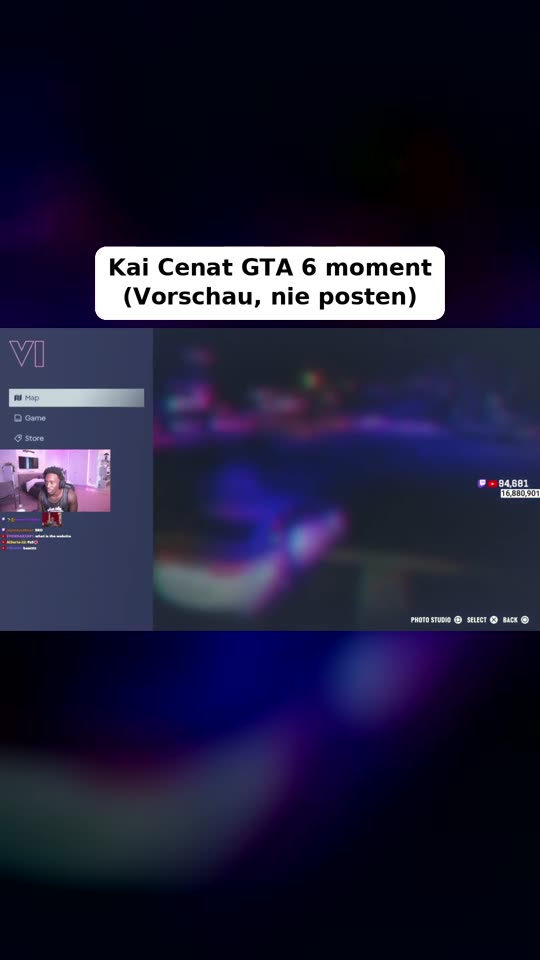 Kai Cenat GTA 6 moment
(Vorschau, nie posten)
VI
Map
Game
Store
84,681
16,880,901
what is the website
PHOTO STUDIO
SELECT
BACK